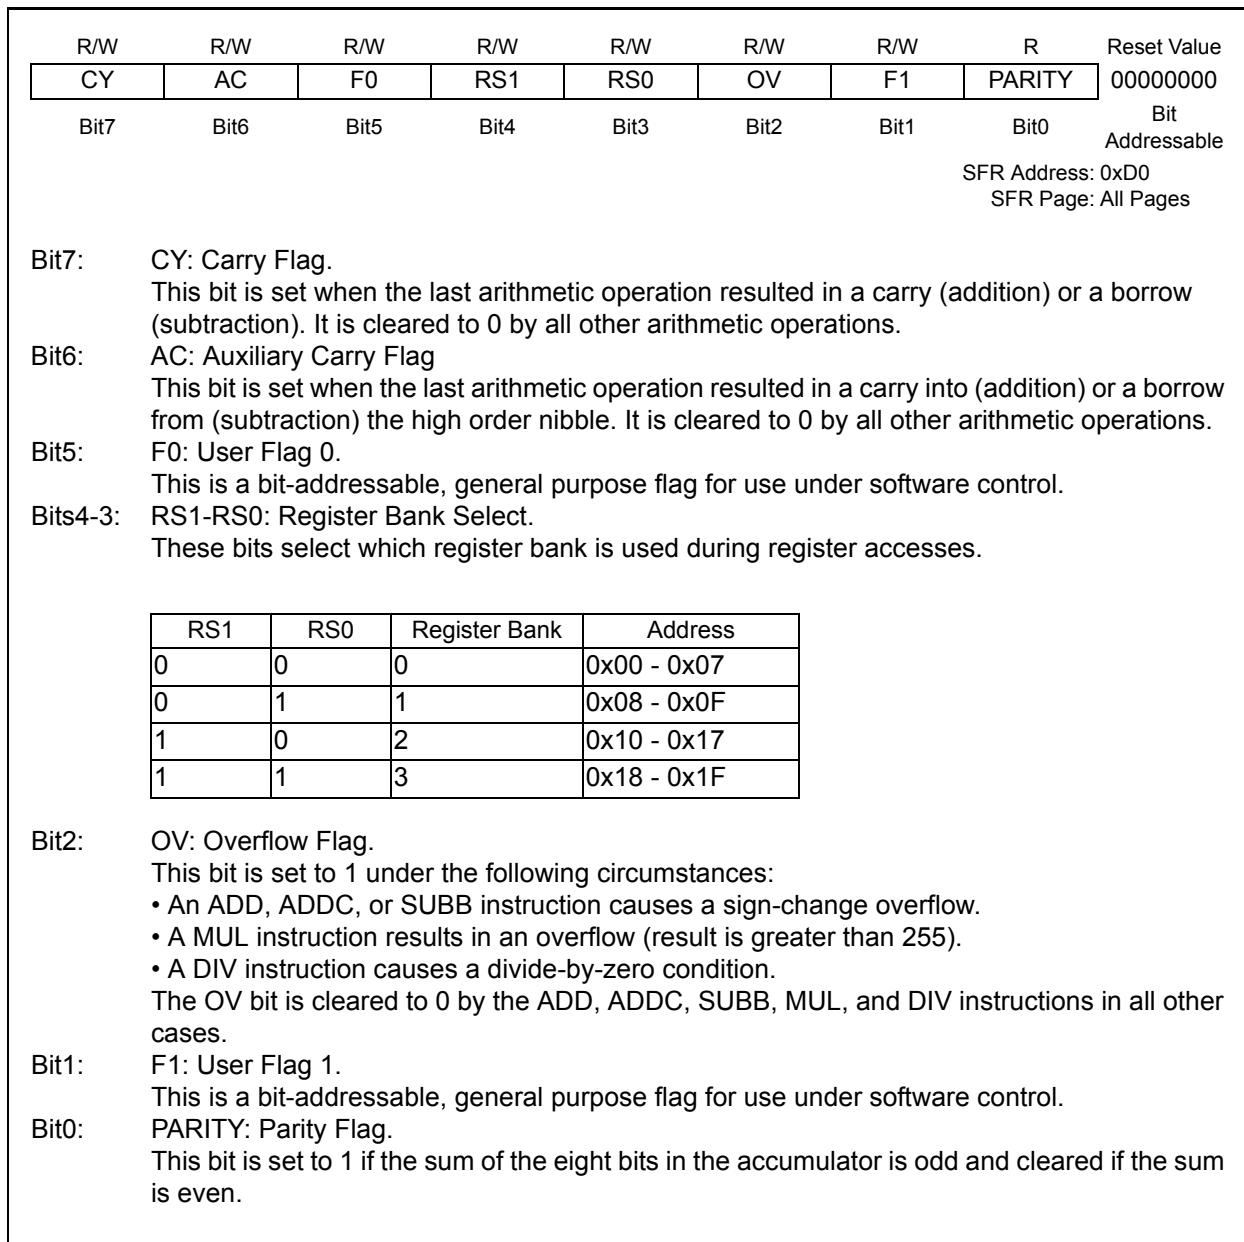 R/W R/W R/W R/W R/W R/W R/W R Reset Value
CY AC F0 RS1 RS0 OV F1 PARITY 00000000
Bit7 Bit6 Bit5 Bit4 Bit3 Bit2 Bit1 Bit0 Bit
Addressable
SFR Address: 0xD0
SFR Page: All Pages
Bit7: CY: Carry Flag.
This bit is set when the last arithmetic operation resulted in a carry (addition) or a borrow
(subtraction). It is cleared to 0 by all other arithmetic operations.
Bit6: AC: Auxiliary Carry Flag
This bit is set when the last arithmetic operation resulted in a carry into (addition) or a borrow
from (subtraction) the high order nibble. It is cleared to 0 by all other arithmetic operations.
Bit5: F0: User Flag 0.
This is a bit-addressable, general purpose flag for use under software control.
Bits4-3: RS1-RS0: Register Bank Select.
These bits select which register bank is used during register accesses.
RS1 RS0 Register Bank Address
0 0 0 0x00 - 0x07
0 1 1 0x08 - 0x0F
1 0 2 0x10 - 0x17
1 1 3 0x18 - 0x1F
Bit2: OV: Overflow Flag.
This bit is set to 1 under the following circumstances:
• An ADD, ADDC, or SUBB instruction causes a sign-change overflow.
• A MUL instruction results in an overflow (result is greater than 255).
• A DIV instruction causes a divide-by-zero condition.
The OV bit is cleared to 0 by the ADD, ADDC, SUBB, MUL, and DIV instructions in all other
cases.
Bit1: F1: User Flag 1.
This is a bit-addressable, general purpose flag for use under software control.
Bit0: PARITY: Parity Flag.
This bit is set to 1 if the sum of the eight bits in the accumulator is odd and cleared if the sum
is even.